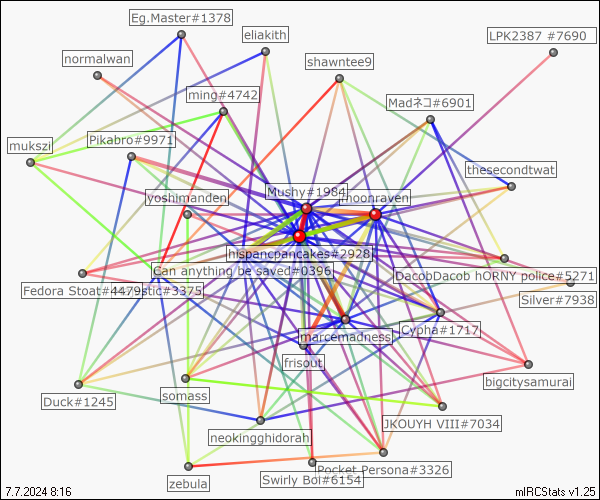 Eg.Master#1378
eliakith
LPK2387 #7690
normalwan
shawntee9
ming#4742
Madネコ#6901
mukszi
Pikabro#9971
thesecondtwat
yoshimanden
Mushy#1984
moonraven
hispancpancakes#2928
Can anything be saved#0396
DacobDacob hORNY police#5271
Fedora Stoat#4479
stic#3375
Silver#7938
marcemadness
Cypha#1717
frisout
bigcitysamurai
Duck#1245
somass
JKOUYH VIII#7034
neokingghidorah
zebula
Swirly Boi#6154
Pocket Persona#3326
7.7.2024 8:16
mIRCStats v1.25